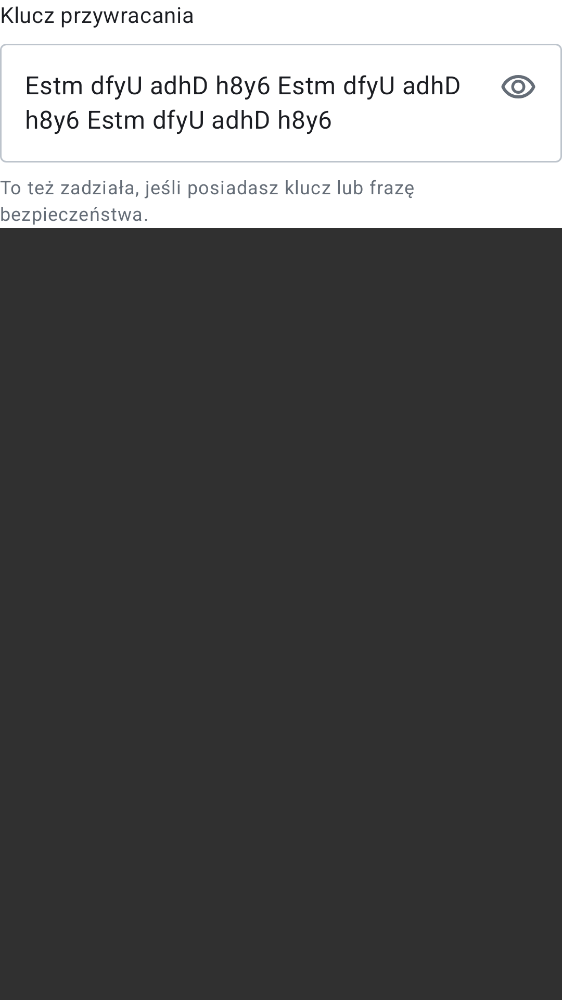 Klucz przywracania
Estm dfyU adhD h8y6 Estm dfyU adhD
h8y6 Estm dfyU adhD h8y6
To też zadziała, jeśli posiadasz klucz lub frazę
bezpieczeństwa.